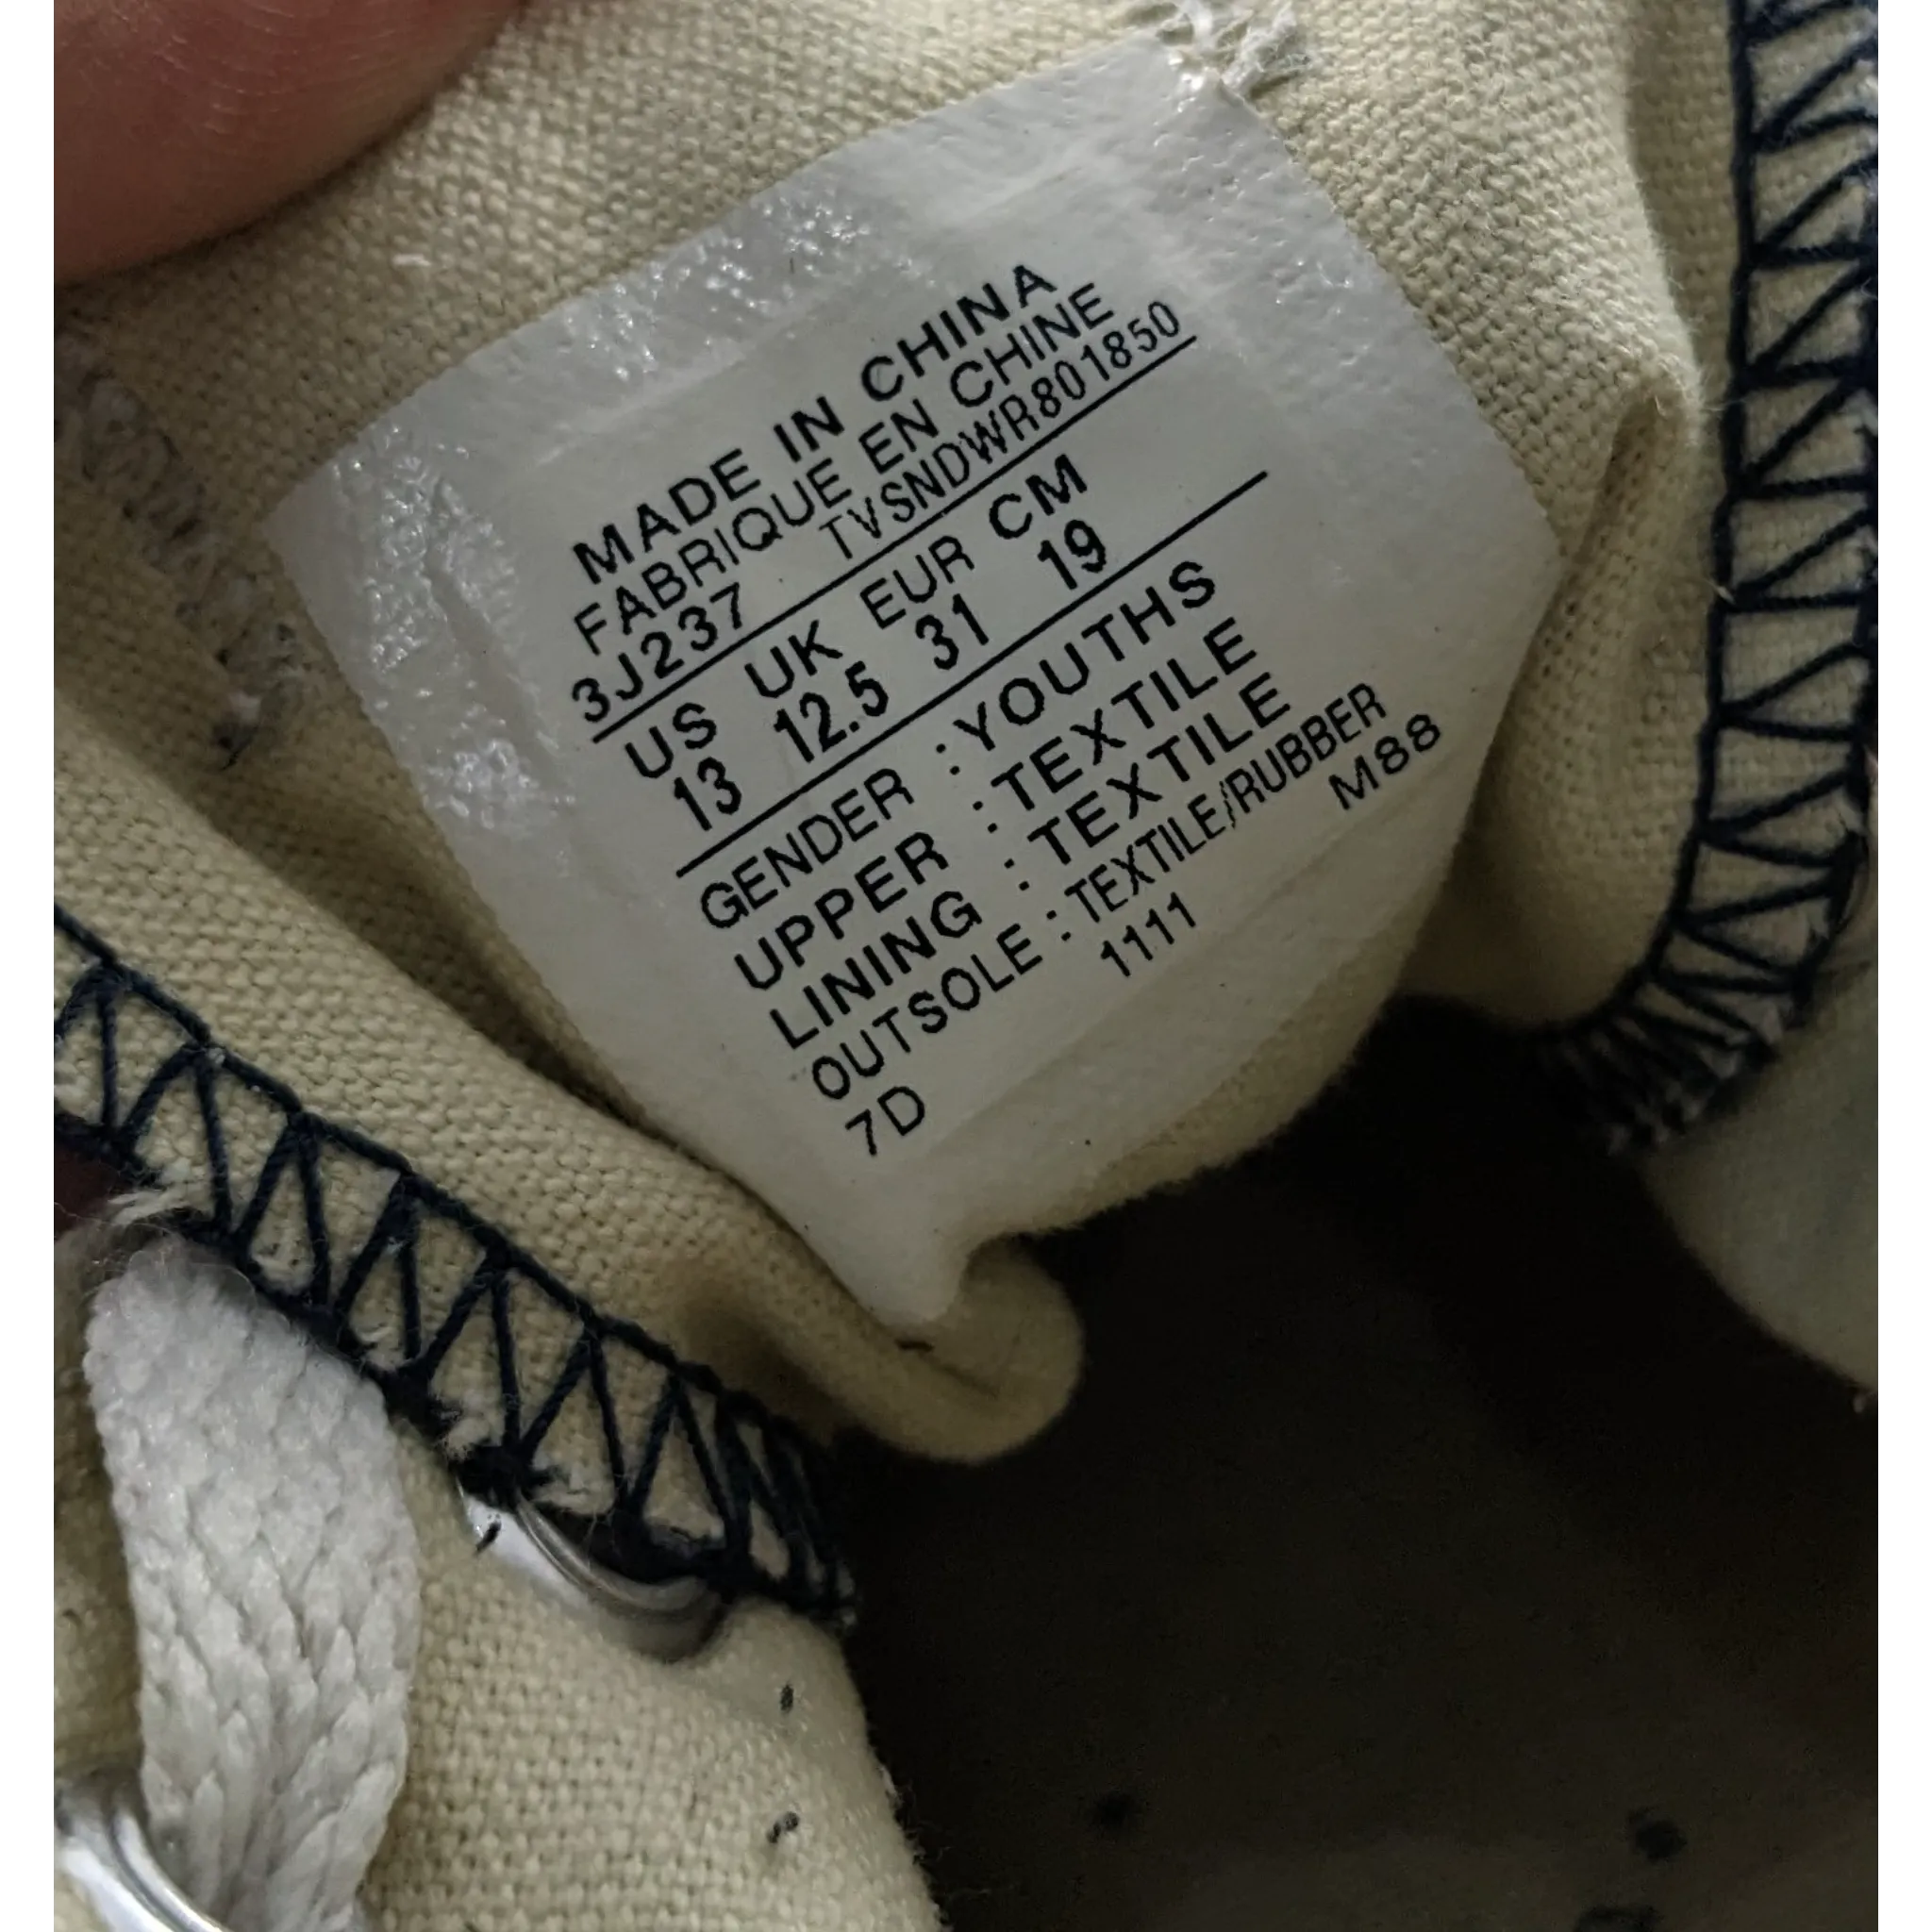 MADE IN CHINA
FABRIQUE EN CHINE
3J237 TVSNDWR801850
US UK EUR CM
13 12.5 31 19
GENDER :YOUTHS
UPPER :TEXTILE
LINING :TEXTILE
OUTSOLE :TEXTILE/RUBBER
7D 1111 M88